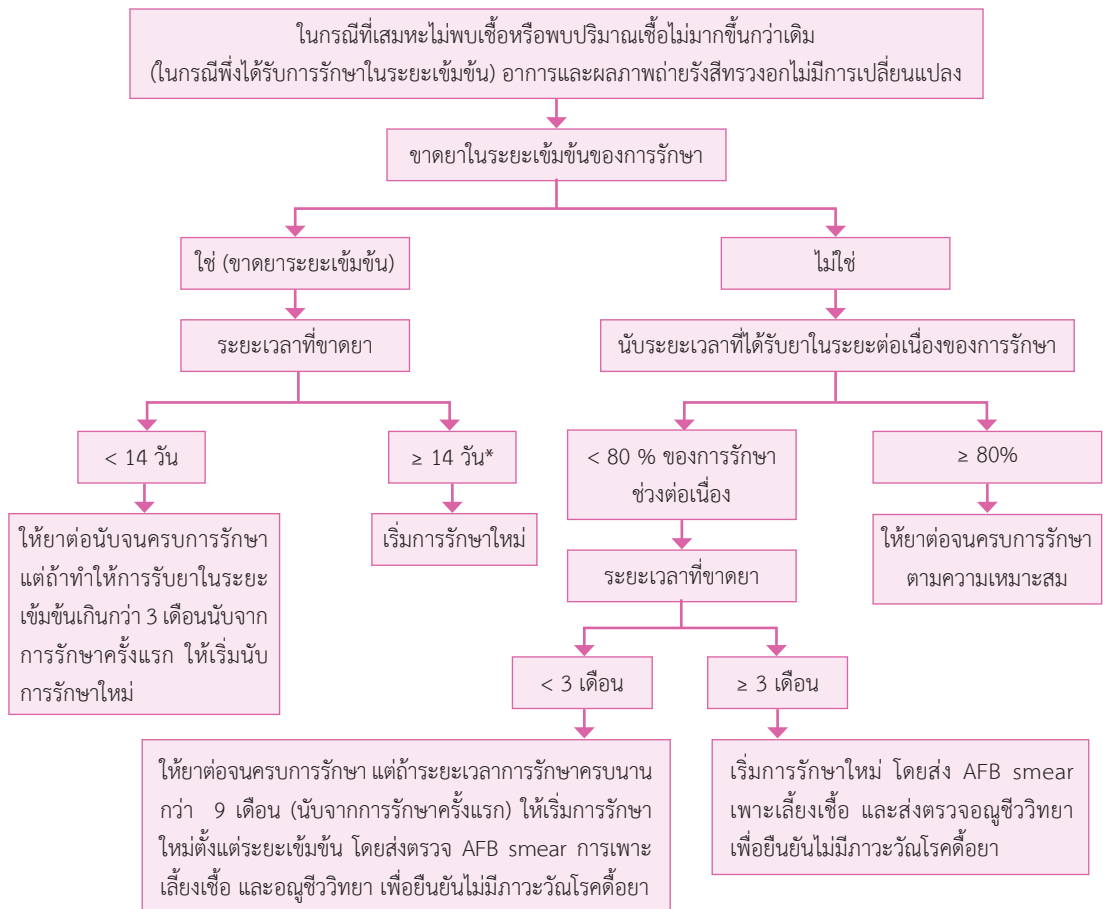 ในกรณีที่เสมหะไม่พบเชื้อหรือพบปริมาณเชื้อไม่มากขึ้นกว่าเดิม
(ในกรณีพึ่งได้รับการรักษาในระยะเข้มข้น) อาการและผลภาพถ่ายรังสีทรวงอกไม่มีการเปลี่ยนแปลง
ขาดยาในระยะเข้มข้นของการรักษา
ใช่ (ขาดยาระยะเข้มข้น)
ไม่ใช่
ระยะเวลาที่ขาดยา
นับระยะเวลาที่ได้รับยาในระยะต่อเนื่องของการรักษา
< 14 วัน
≥ 14 วัน*
< 80 % ของการรักษา
ช่วงต่อเนื่อง
≥ 80%
ให้ยาต่อนับจนครบการรักษา
แต่ถ้าทำให้การรับยาในระยะ
เข้มข้นเกินกว่า 3 เดือนนับจาก
การรักษาครั้งแรก ให้เริ่มนับ
การรักษาใหม่
เริ่มการรักษาใหม่
ให้ยาต่อจนครบการรักษา
ตามความเหมาะสม
ระยะเวลาที่ขาดยา
< 3 เดือน
≥ 3 เดือน
ให้ยาต่อจนครบการรักษา แต่ถ้าระยะเวลาการรักษาครบนาน
กว่า 9 เดือน (นับจากการรักษาครั้งแรก) ให้เริ่มการรักษา
ใหม่ตั้งแต่ระยะเข้มข้น โดยส่งตรวจ AFB smear การเพาะ
เลี้ยงเชื้อ และอณูชีววิทยา เพื่อยืนยันไม่มีภาวะวัณโรคดื้อยา
เริ่มการรักษาใหม่ โดยส่ง AFB smear
เพาะเลี้ยงเชื้อ และส่งตรวจอณูชีววิทยา
เพื่อยืนยันไม่มีภาวะวัณโรคดื้อยา